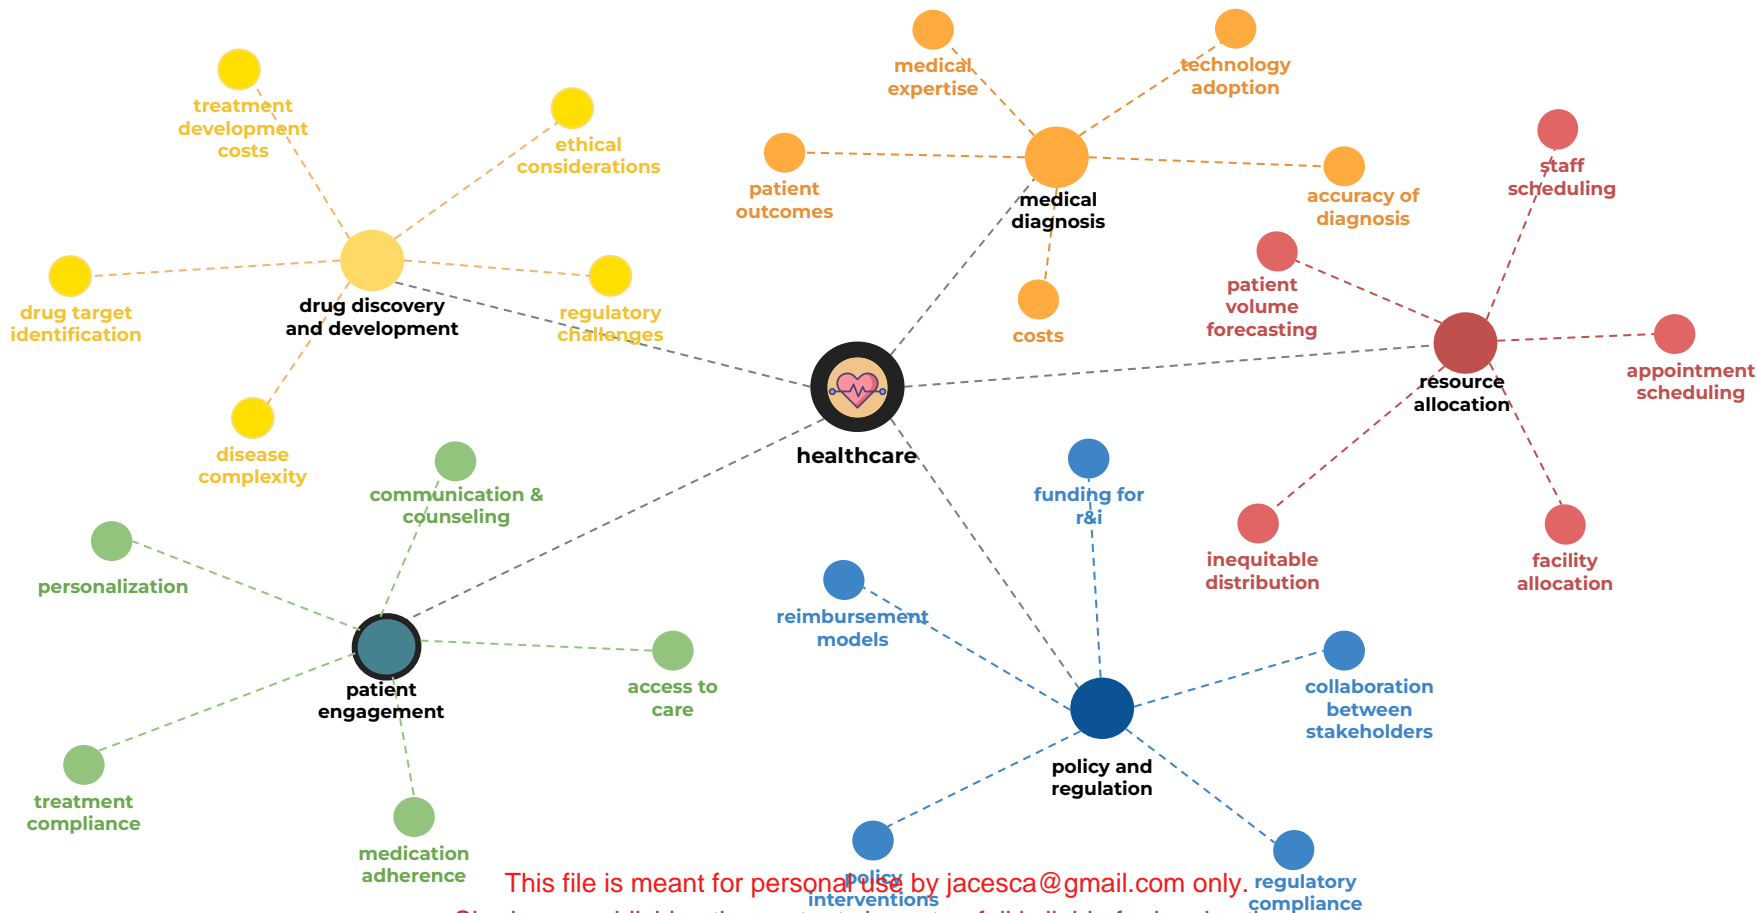 treatment
development
costs
ethical
considerations
drug target
identification
drug discovery
and development
regulatory
challenges
disease
complexity
medical
expertise
technology
adoption
patient
outcomes
medical
diagnosis
accuracy of
diagnosis
costs
staff
scheduling
patient
volume
forecasting
resource
allocation
appointment
scheduling
inequitable
distribution
facility
allocation
healthcare
communication &
counseling
personalization
patient
engagement
access to
care
treatment
compliance
medication
adherence
funding for
r&i
reimbursement
models
collaboration
between
stakeholders
policy and
regulation
policy
interventions
regulatory
compliance
This file is meant for personal use by jacesca@gmail.com only.